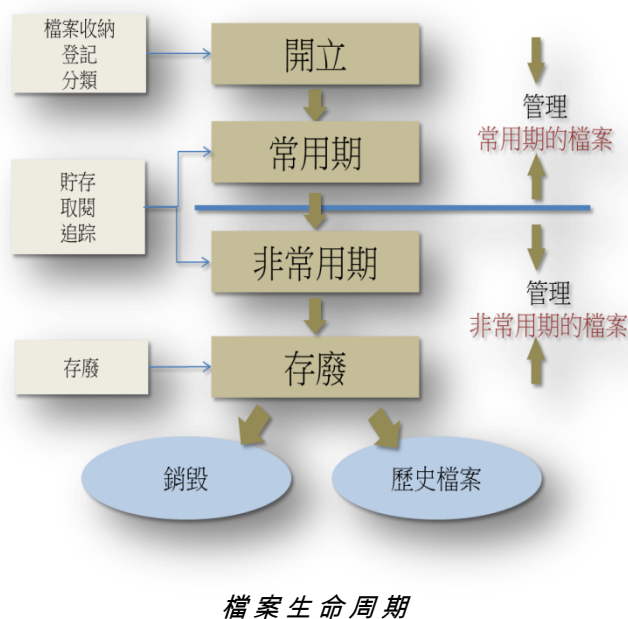 檔案收納
登記
分類
開立
管理
常用期的檔案
常用期
貯存
取閱
追踪
非常用期
管理
非常用期的檔案
存廢
存廢
銷毀
歷史檔案
檔案生命周期